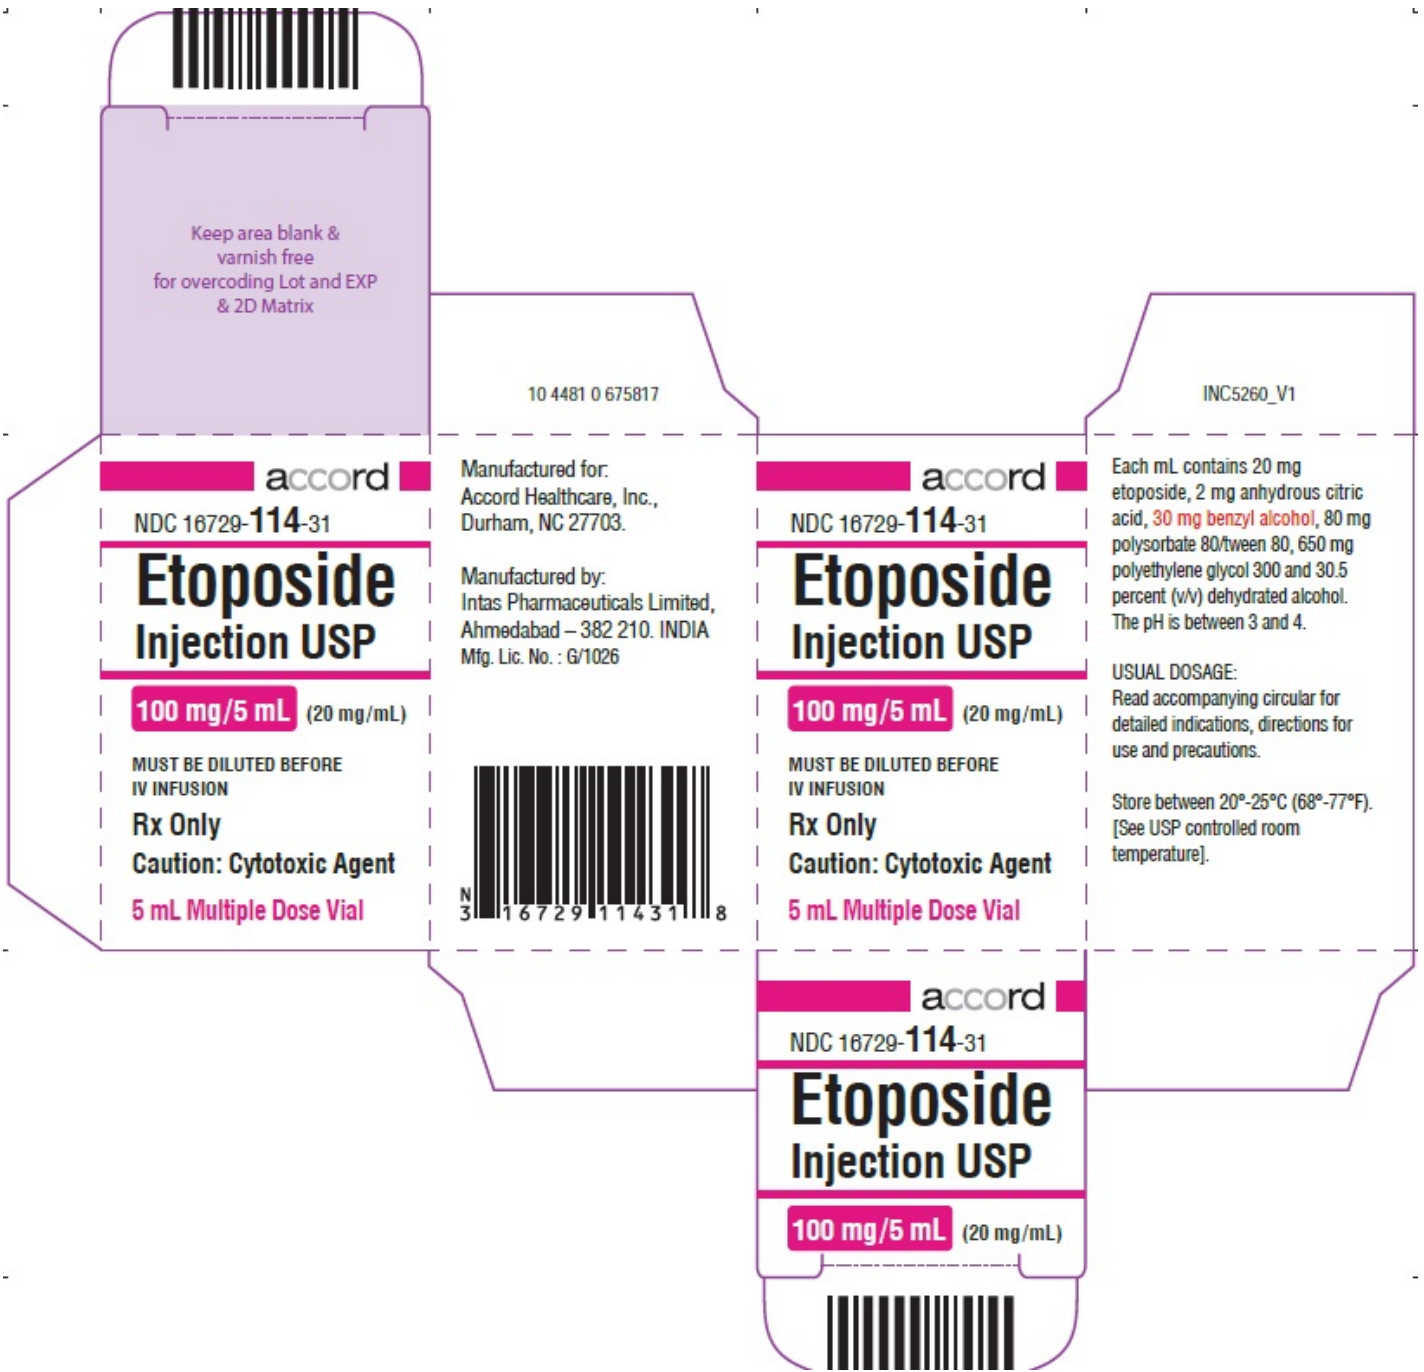 Keep area blank &
varnish free
for overcoding Lot and EXP
& 2D Matrix
10 4481 0 675817
INC5260_V1
accord
NDC 16729-114-31
Etoposide
Injection USP
100 mg/5 mL (20 mg/mL)
MUST BE DILUTED BEFORE
IV INFUSION
Rx Only
Caution: Cytotoxic Agent
5 mL Multiple Dose Vial
Manufactured for:
Accord Healthcare, Inc.,
Durham, NC 27703.
Manufactured by:
Intas Pharmaceuticals Limited,
Ahmedabad – 382 210. INDIA
Mfg. Lic. No. : G/1026
N
3 16729 11431 8
accord
NDC 16729-114-31
Etoposide
Injection USP
100 mg/5 mL (20 mg/mL)
MUST BE DILUTED BEFORE
IV INFUSION
Rx Only
Caution: Cytotoxic Agent
5 mL Multiple Dose Vial
Each mL contains 20 mg
etoposide, 2 mg anhydrous citric
acid, 30 mg benzyl alcohol, 80 mg
polysorbate 80/tween 80, 650 mg
polyethylene glycol 300 and 30.5
percent (v/v) dehydrated alcohol.
The pH is between 3 and 4.
USUAL DOSAGE:
Read accompanying circular for
detailed indications, directions for
use and precautions.
Store between 20º-25ºC (68º-77ºF).
[See USP controlled room
temperature].
accord
NDC 16729-114-31
Etoposide
Injection USP
100 mg/5 mL (20 mg/mL)